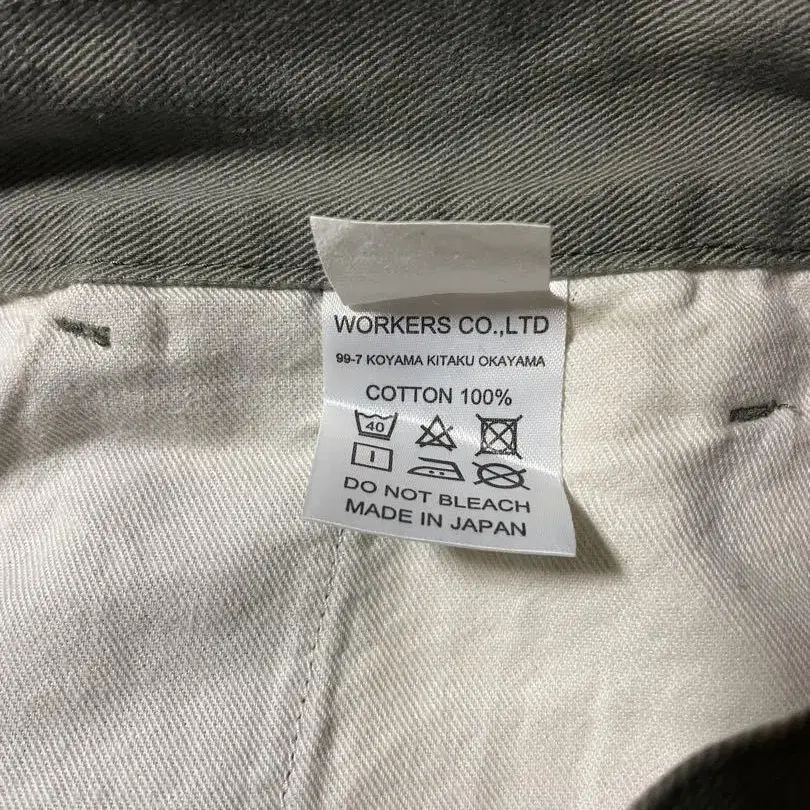 WORKERS CO.,LTD
99-7 KOYAMA KITAKU OKAYAMA
COTTON 100%
40
DO NOT BLEACH
MADE IN JAPAN